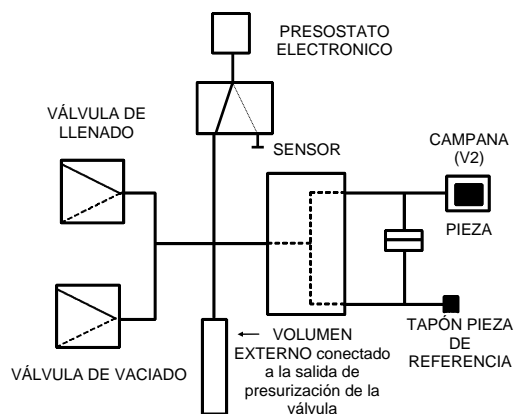 PRESOSTATO
ELECTRONICO
VÁLVULA DE
LLENADO
SENSOR
CAMPANA
(V2)
PIEZA
VÁLVULA DE VACIADO
← VOLUMEN
EXTERNO conectado
a la salida de
presurización de la
válvula
TAPÓN PIEZA
DE
REFERENCIA